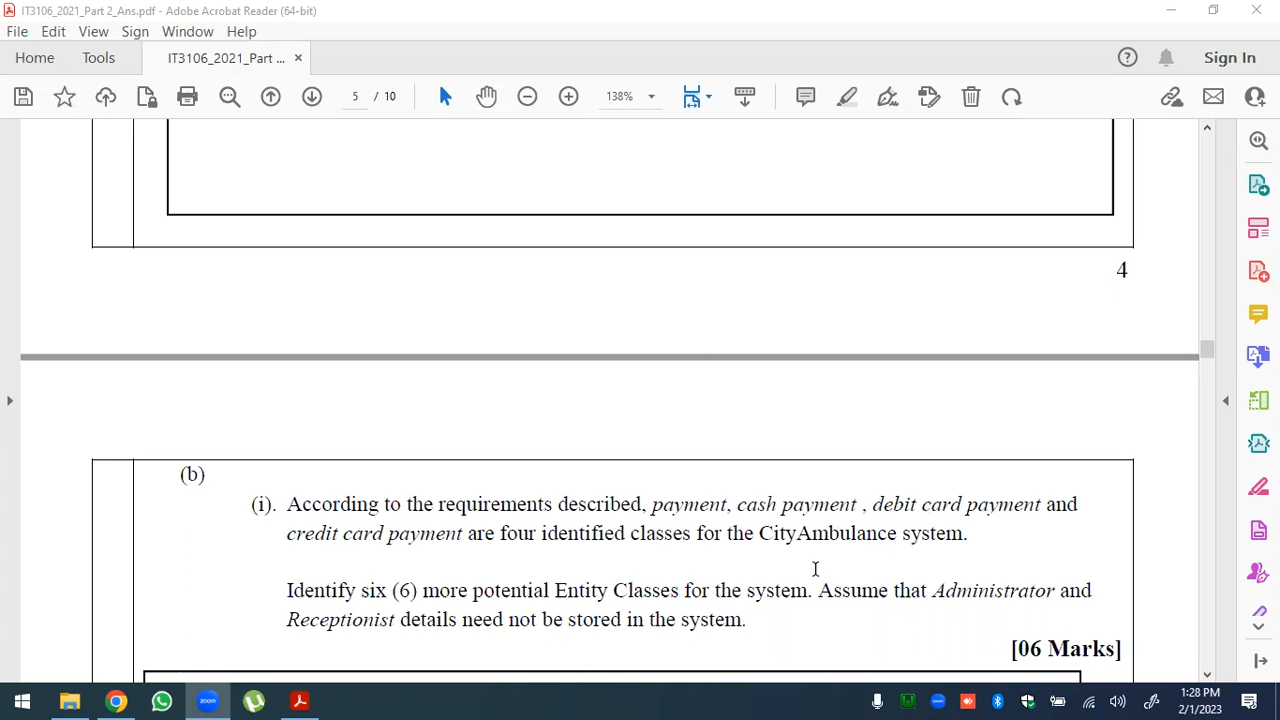 IT3106_2021_Part 2_Ans.pdf - Adobe Acrobat Reader (64-bit)
File Edit View Sign Window Help
Home Tools IT3106_2021_Part ... × Sign In
5 / 10 138%
4
(b)
(i). According to the requirements described, payment, cash payment , debit card payment and
credit card payment are four identified classes for the CityAmbulance system.
Identify six (6) more potential Entity Classes for the system. Assume that Administrator and
Receptionist details need not be stored in the system.
[06 Marks]
zoom
1:28 PM
2/1/2023